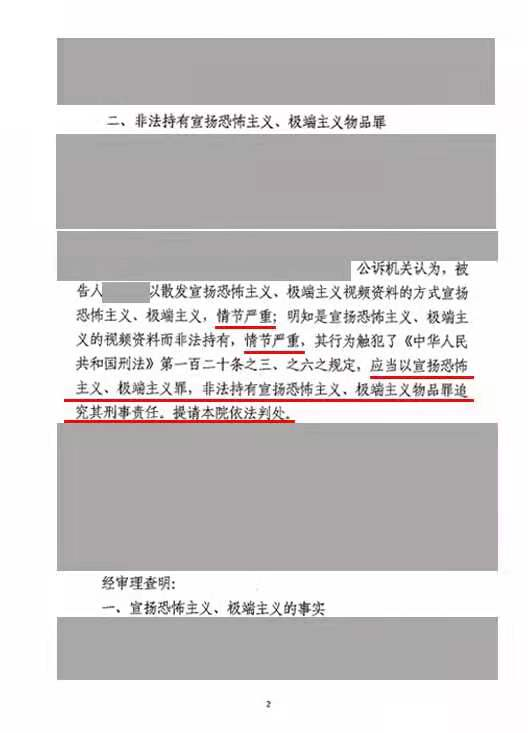 二、非法持有宣扬恐怖主义、极端主义物品罪
公诉机关认为，被
告人 以散发宣扬恐怖主义、极端主义视频资料的方式宣扬
恐怖主义、极端主义，情节严重；明知是宣扬恐怖主义、极端主
义的视频资料而非法持有，情节严重，其行为触犯了《中华人民
共和国刑法》第一百二十条之三、之六之规定，应当以宣扬恐怖
主义、极端主义罪，非法持有宣扬恐怖主义、极端主义物品罪追
究其刑事责任。提请本院依法判处。
经审理查明：
一、宣扬恐怖主义、极端主义的事实
2